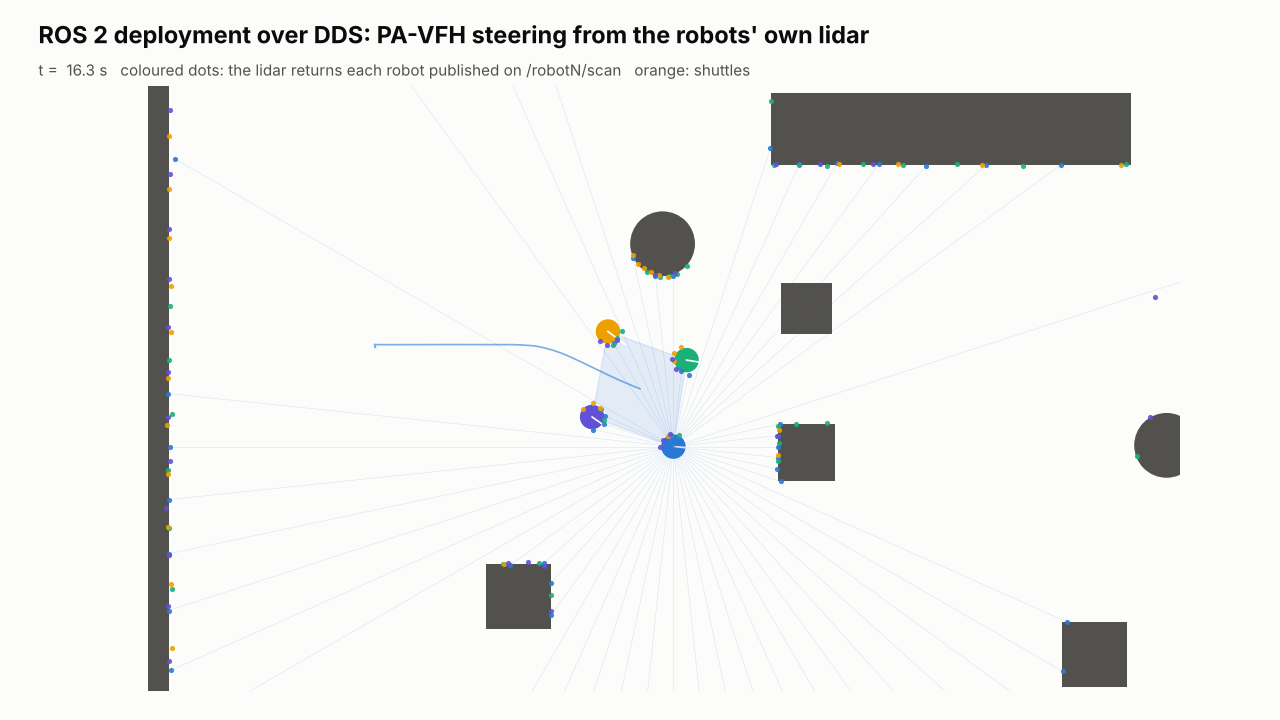 ROS 2 deployment over DDS: PA-VFH steering from the robots' own lidar
t = 16.3 s coloured dots: the lidar returns each robot published on /robotN/scan orange: shuttles